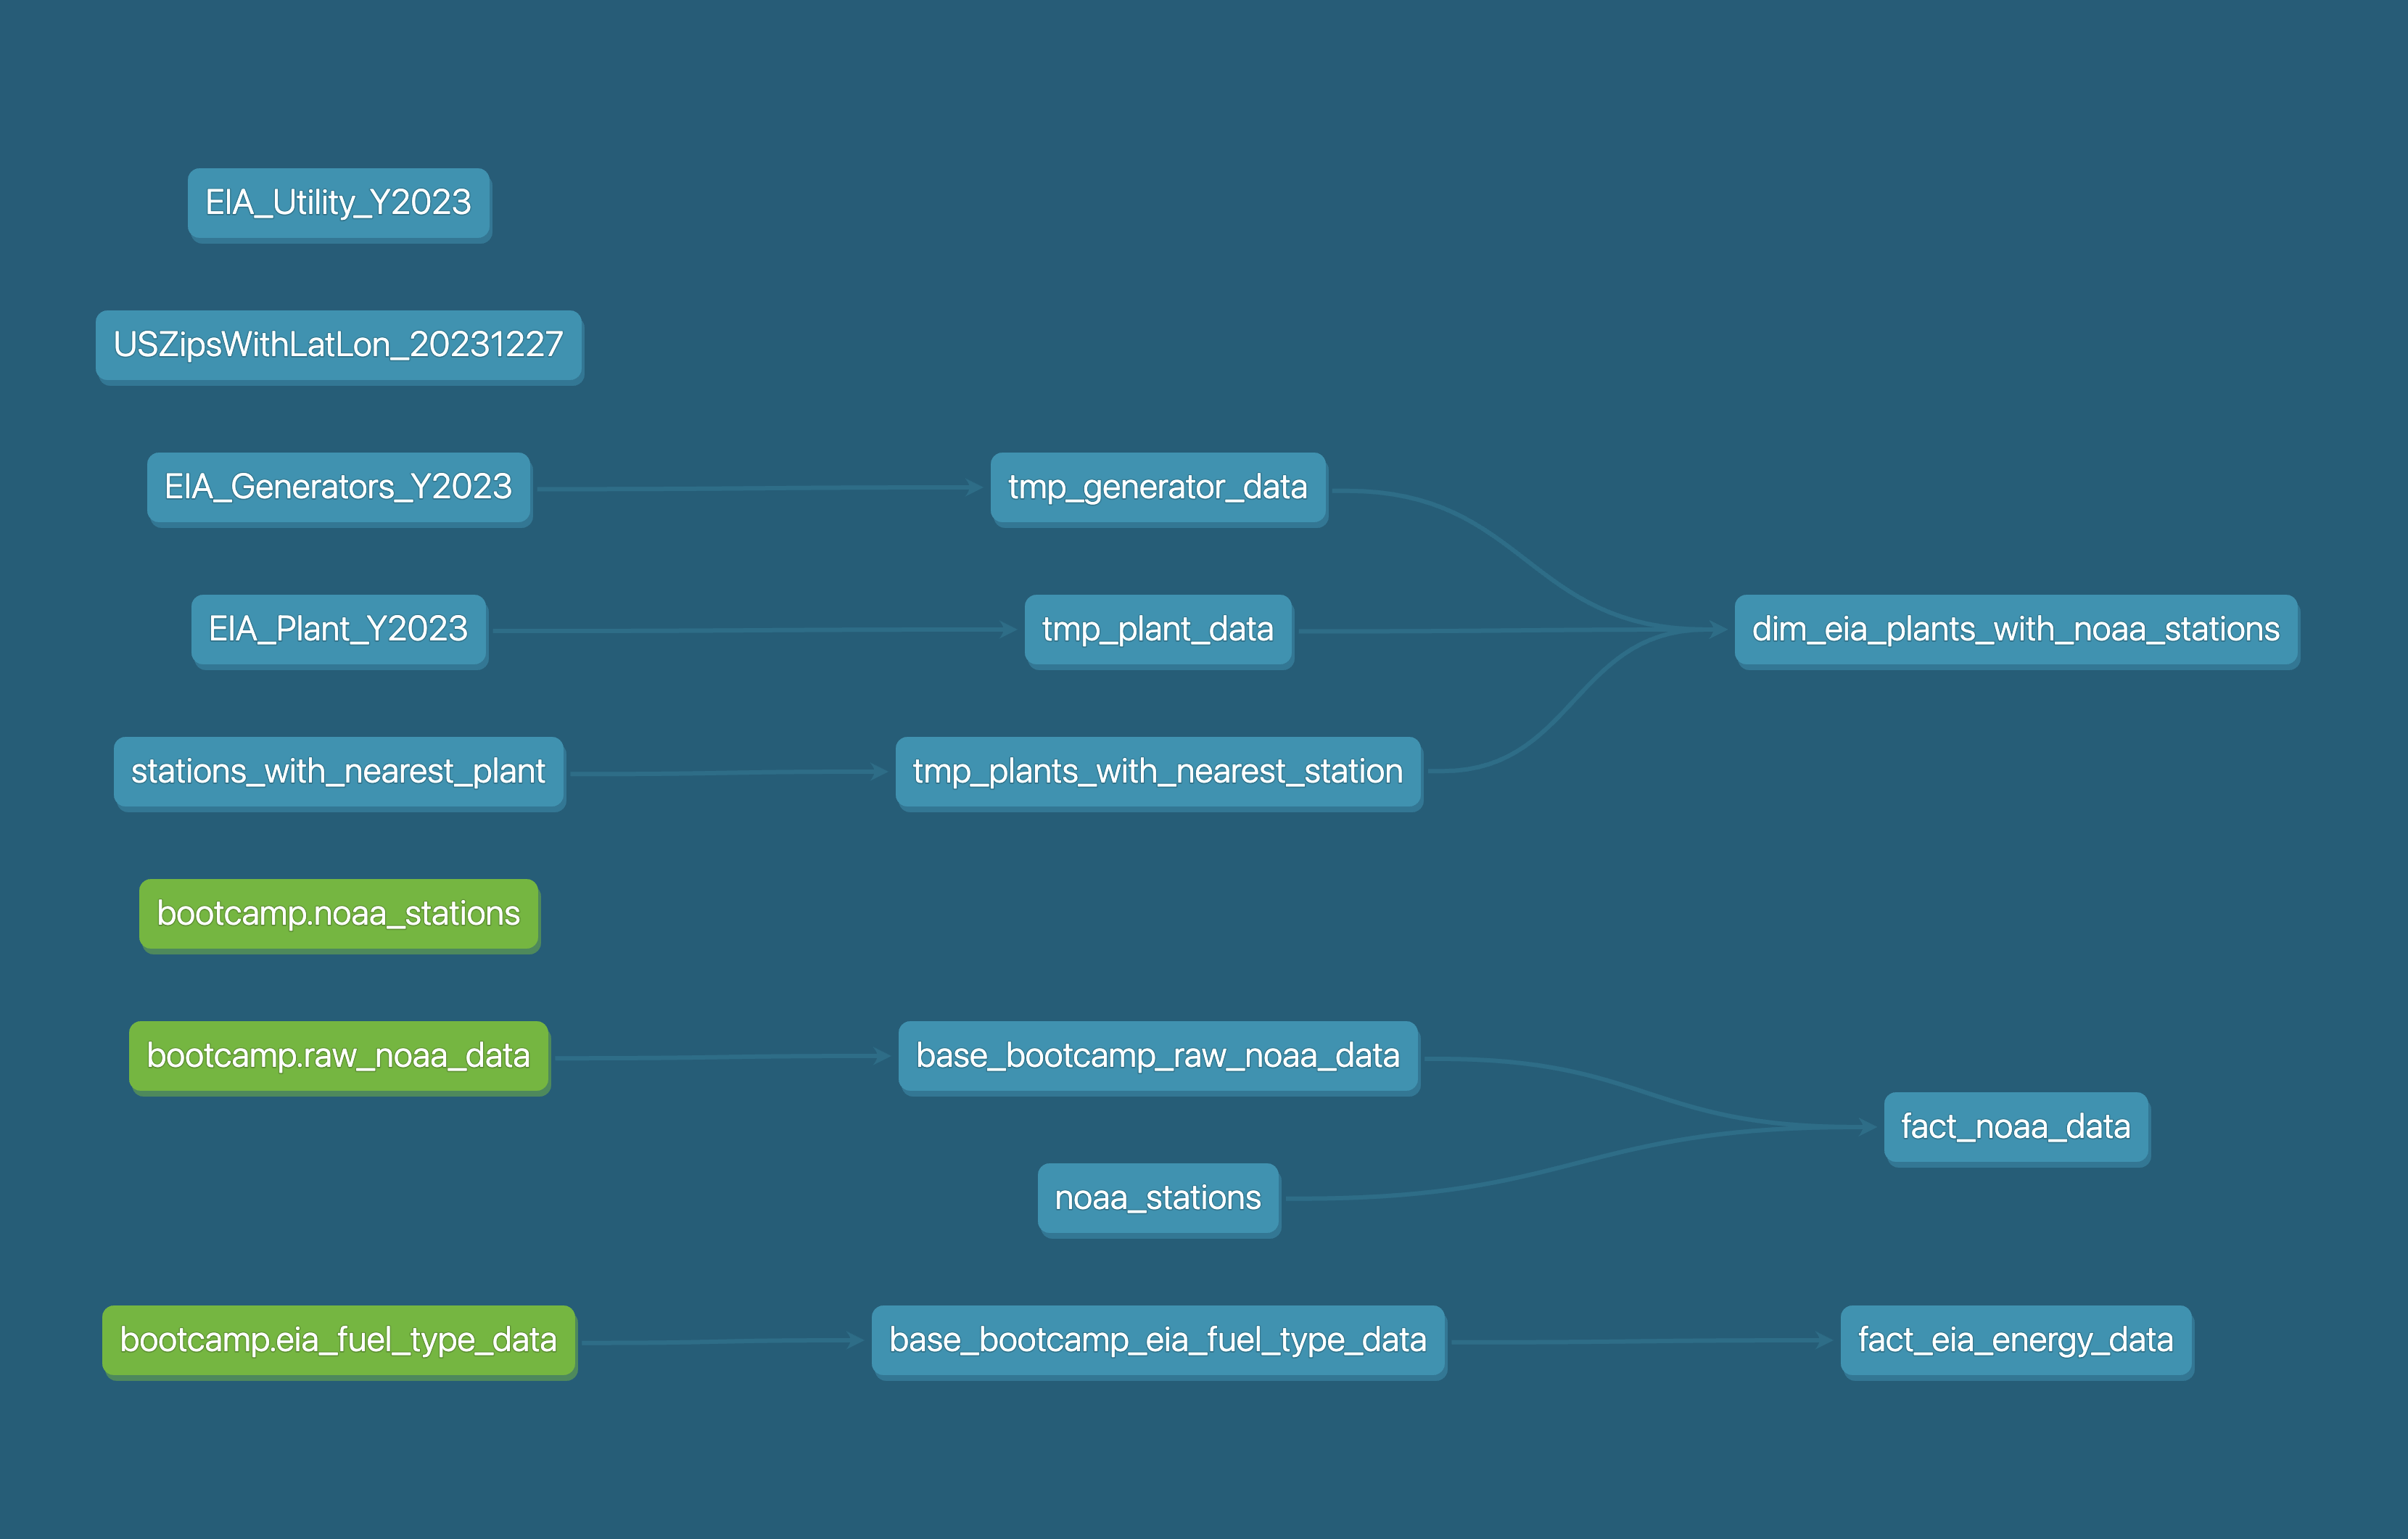 EIA_Utility_Y2023
USZipsWithLatLon_20231227
EIA_Generators_Y2023
tmp_generator_data
EIA_Plant_Y2023
tmp_plant_data
dim_eia_plants_with_noaa_stations
stations_with_nearest_plant
tmp_plants_with_nearest_station
bootcamp.noaa_stations
bootcamp.raw_noaa_data
base_bootcamp_raw_noaa_data
fact_noaa_data
noaa_stations
bootcamp.eia_fuel_type_data
base_bootcamp_eia_fuel_type_data
fact_eia_energy_data